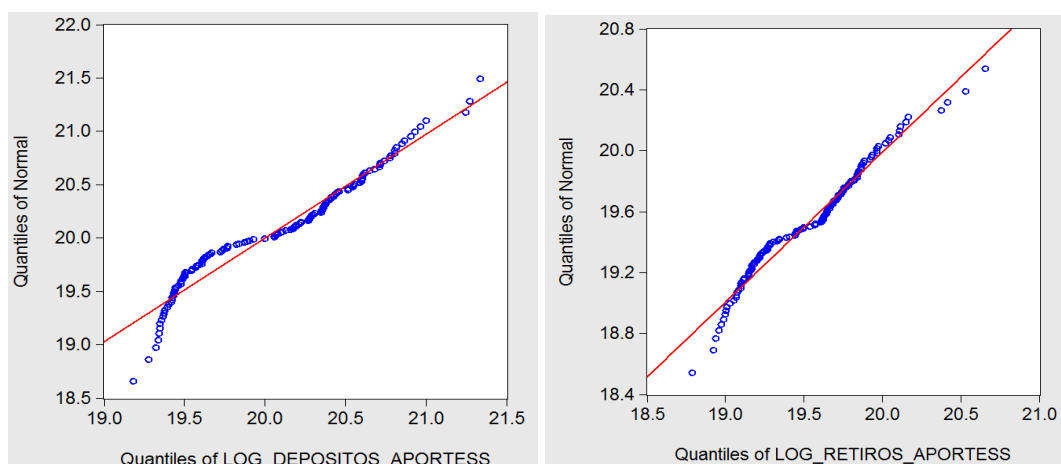 22.0
21.5
21.0
20.5
20.0
19.5
19.0
18.5
Quantiles of Normal
19.0 19.5 20.0 20.5 21.0 21.5
Quantiles of LOG_DEPOSITOS_APORTESS
20.8
20.4
20.0
19.6
19.2
18.8
18.4
Quantiles of Normal
18.5 19.0 19.5 20.0 20.5 21.0
Quantiles of LOG_RETIROS_APORTESS